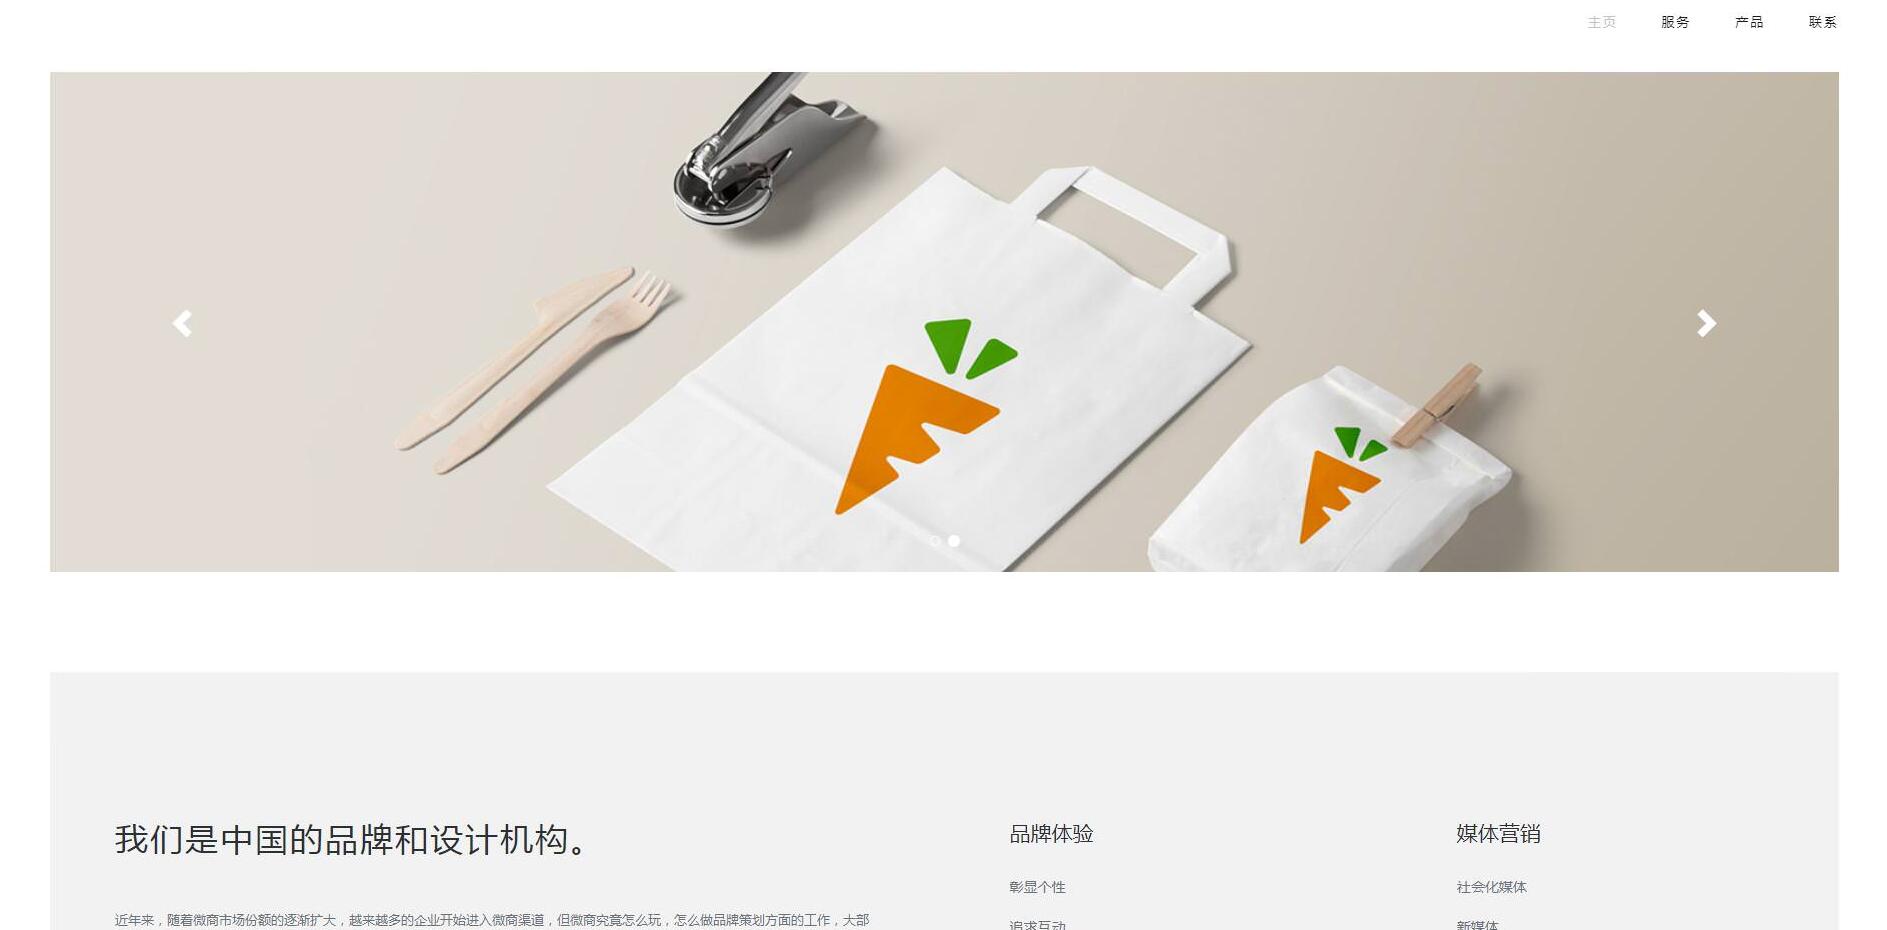 主页 服务 产品 联系
我们是中国的品牌和设计机构。
近年来，随着微商市场份额的逐渐扩大，越来越多的企业开始进入微商渠道，但微商究竟怎么玩，怎么做品牌策划方面的工作，大部
品牌体验
彰显个性
追求互动
媒体营销
社会化媒体
新媒体